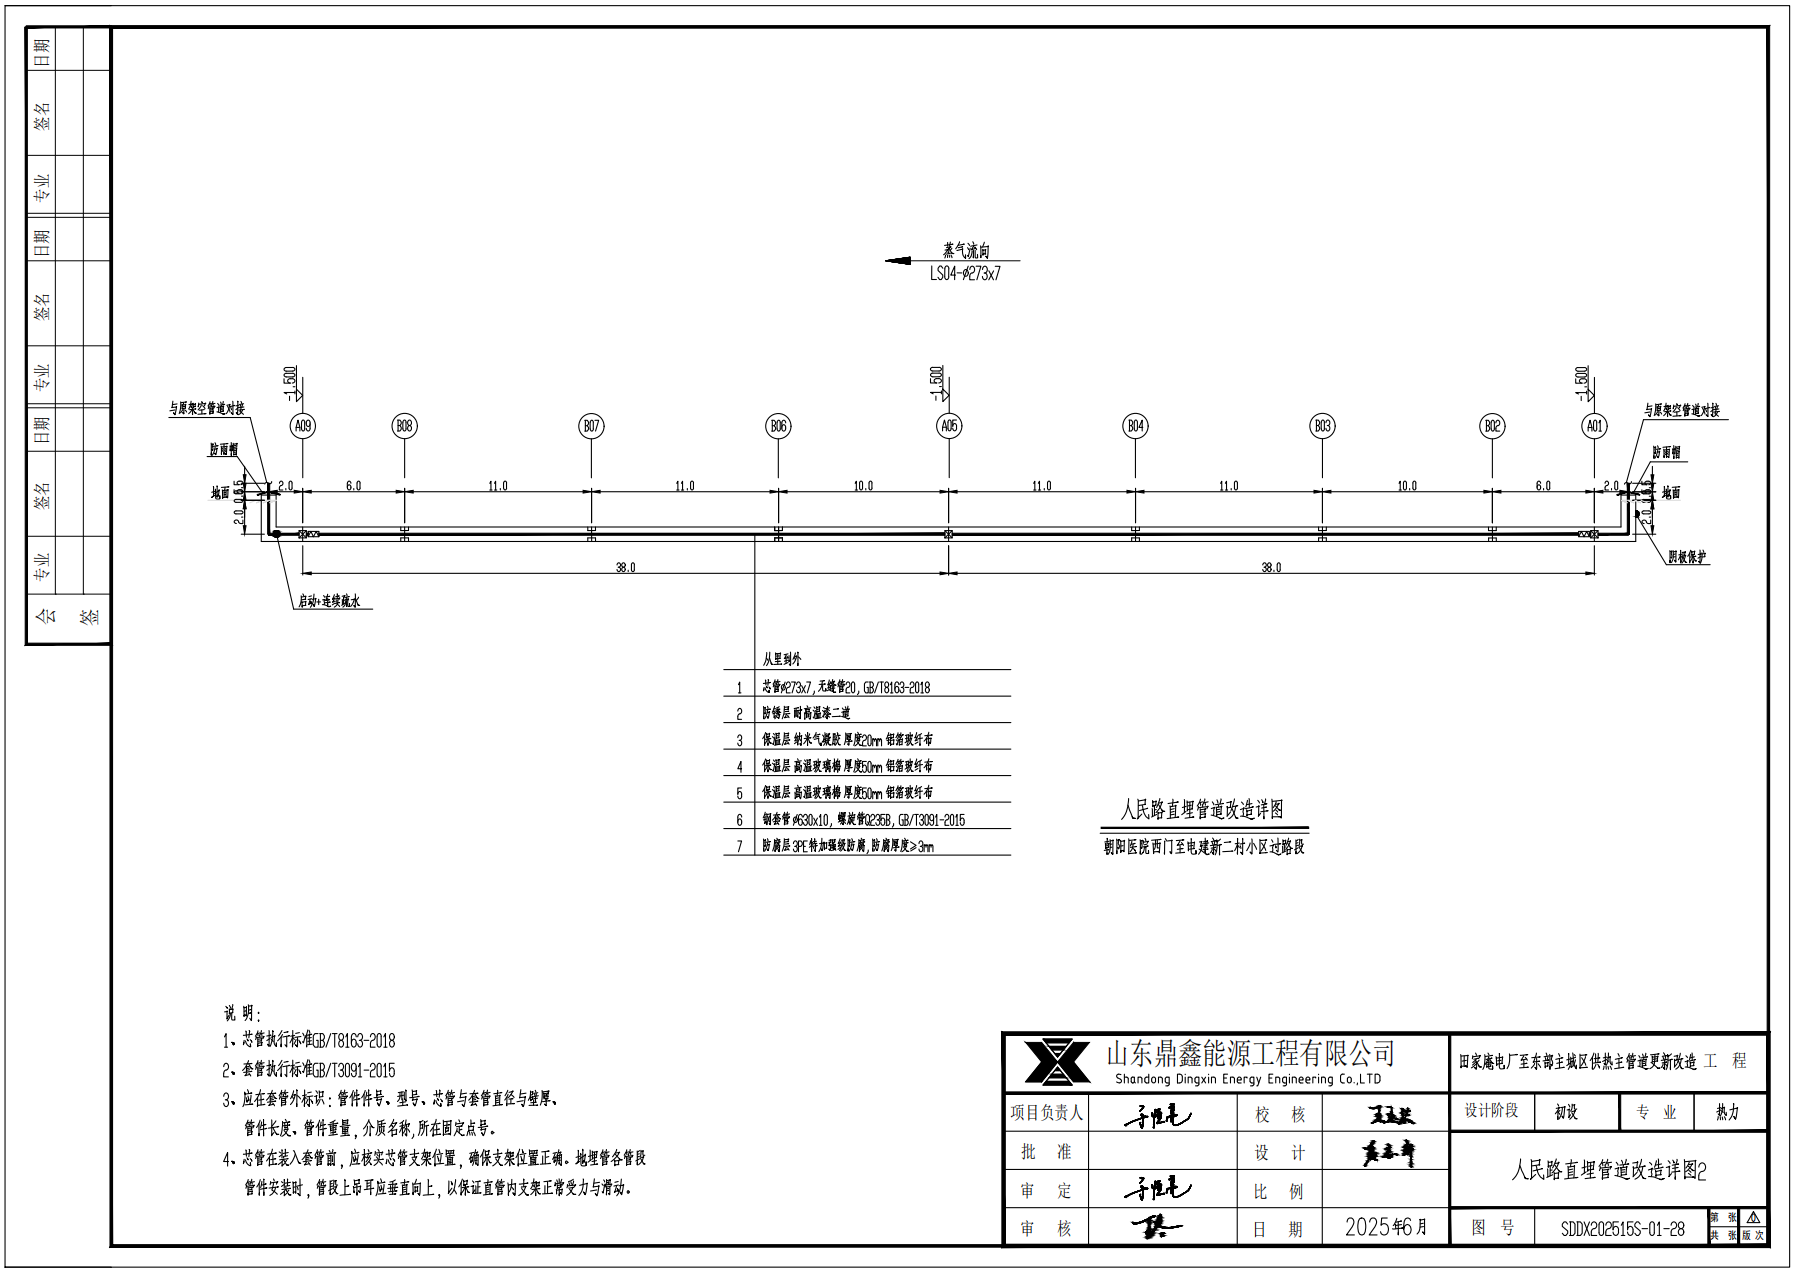 日期
签名
专业
日期
签名
专业
日期
签名
专业
会 签
蒸气流向
LS04-ø273x7
-1.500
-1.500
-1.500
与原架空管道对接
与原架空管道对接
A09 B08 B07 B06 A05 B04 B03 B02 A01
防雨帽
防雨帽
地面
地面
2.0 6.0 11.0 11.0 10.0 11.0 11.0 10.0 6.0 2.0
2.0
2.0
阴极保护
38.0 38.0
启动+连续疏水
从里到外
1 芯管ø273x7, 无缝管20, GB/T8163-2018
2 防锈层 耐高温漆二道
3 保温层 纳米气凝胶 厚度20mm 铝箔玻纤布
4 保温层 高温玻璃棉 厚度50mm 铝箔玻纤布
5 保温层 高温玻璃棉 厚度50mm 铝箔玻纤布
6 钢套管 ø630x10, 螺旋管Q235B, GB/T3091-2015
7 防腐层 3PE特加强级防腐, 防腐厚度≥3mm
人民路直埋管道改造详图
朝阳医院西门至电建新二村小区过路段
说 明:
1、芯管执行标准GB/T8163-2018
2、套管执行标准GB/T3091-2015
3、应在套管外标识: 管件件号、型号、芯管与套管直径与壁厚、
管件长度、管件重量, 介质名称, 所在固定点号。
4、芯管在装入套管前, 应核实芯管支架位置, 确保支架位置正确。地埋管各管段
管件安装时, 管段上吊耳应垂直向上, 以保证直管内支架正常受力与滑动。
山东鼎鑫能源工程有限公司
Shandong Dingxin Energy Engineering Co.,LTD
田家庵电厂至东部主城区供热主管道更新改造 工 程
项目负责人 校 核
设计阶段 初设 专 业 热力
批 准 设 计
人民路直埋管道改造详图2
审 定 比 例
审 核 日 期 2025年6月
图 号 SDDX202515S-01-28
第 张
共 张 版 次